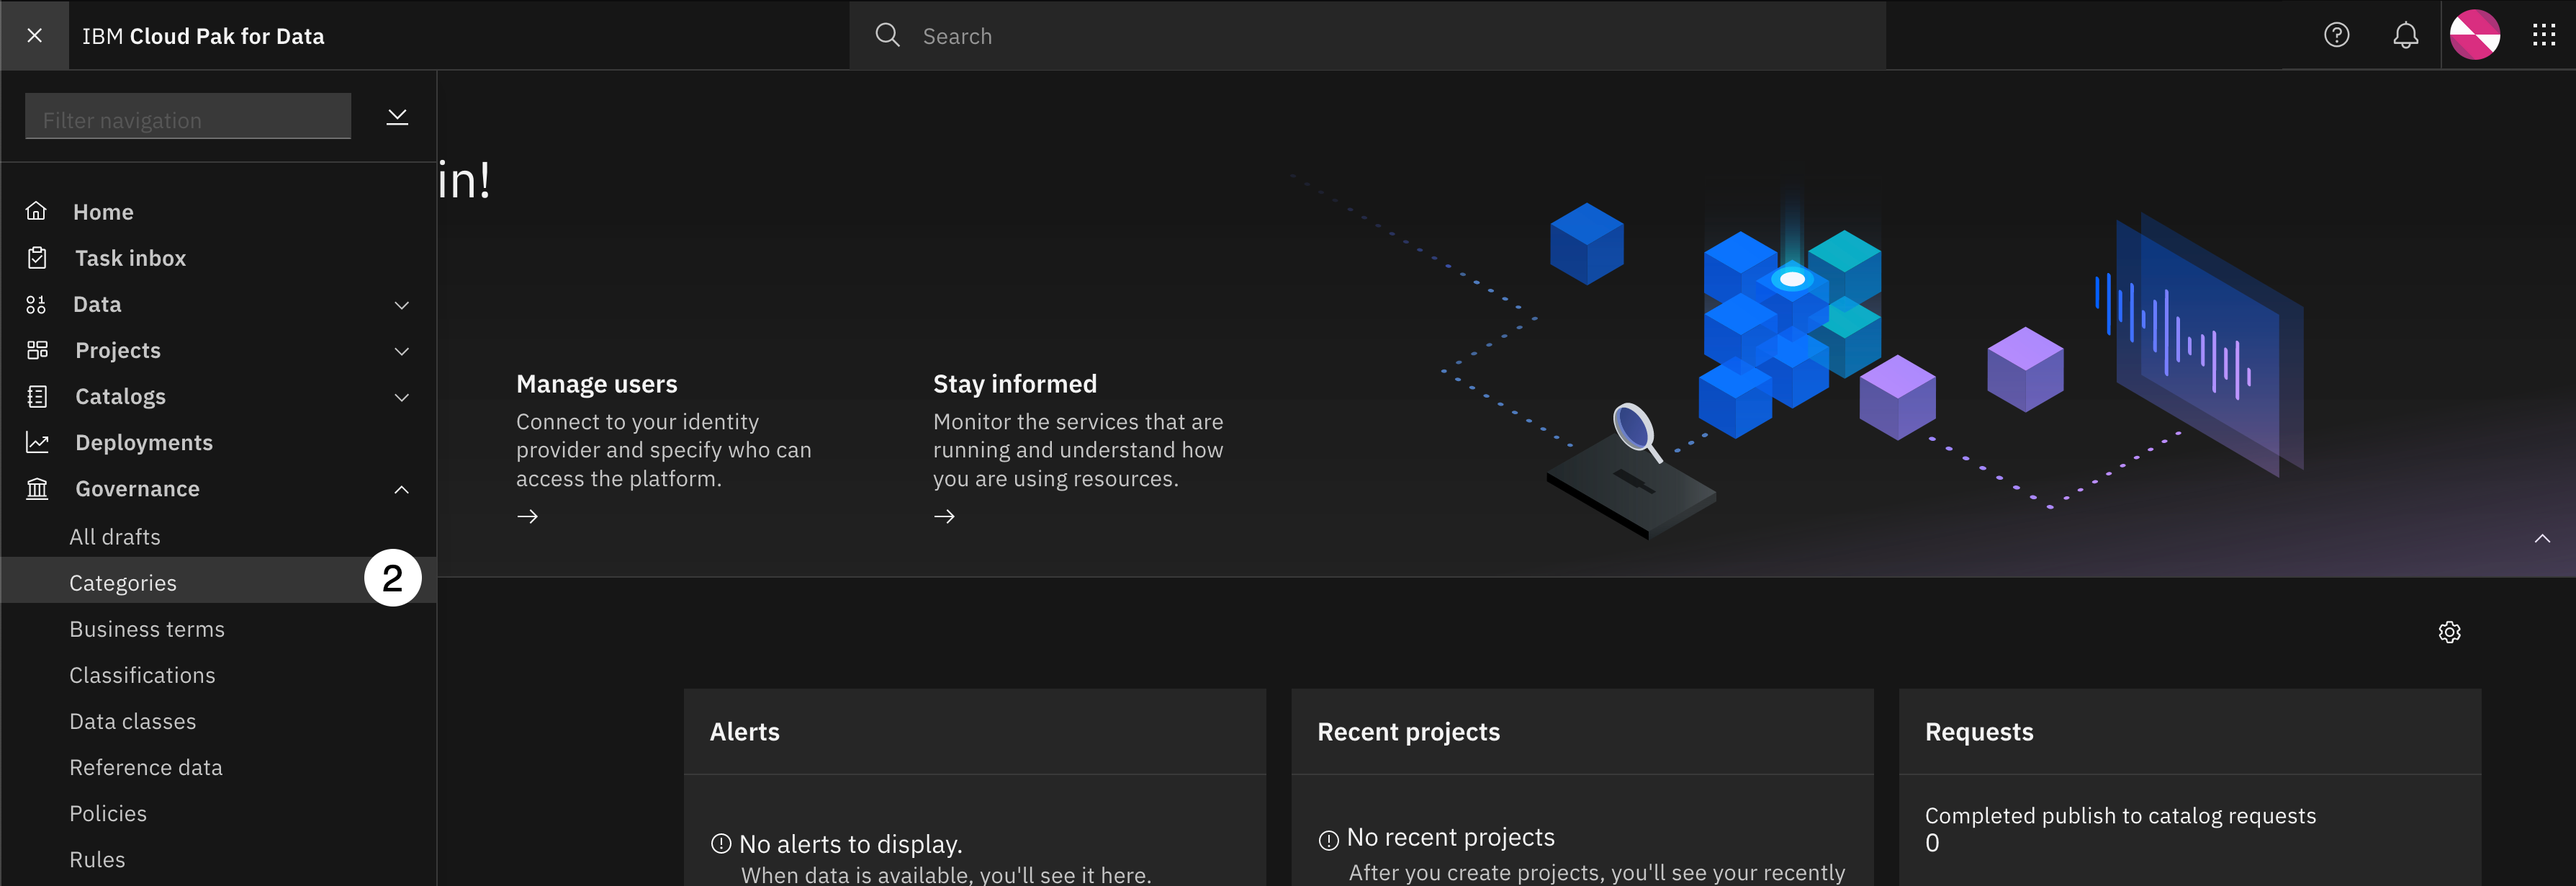 IBM Cloud Pak for Data
Search
Filter navigation
Home
Task inbox
Data
Projects
Catalogs
Deployments
Governance
All drafts
Categories
2
Business terms
Classifications
Data classes
Reference data
Policies
Rules
in!
Manage users
Connect to your identity
provider and specify who can
access the platform.
Stay informed
Monitor the services that are
running and understand how
you are using resources.
Alerts
No alerts to display.
When data is available, you'll see it here.
Recent projects
No recent projects
After you create projects, you'll see your recently
Requests
Completed publish to catalog requests
0